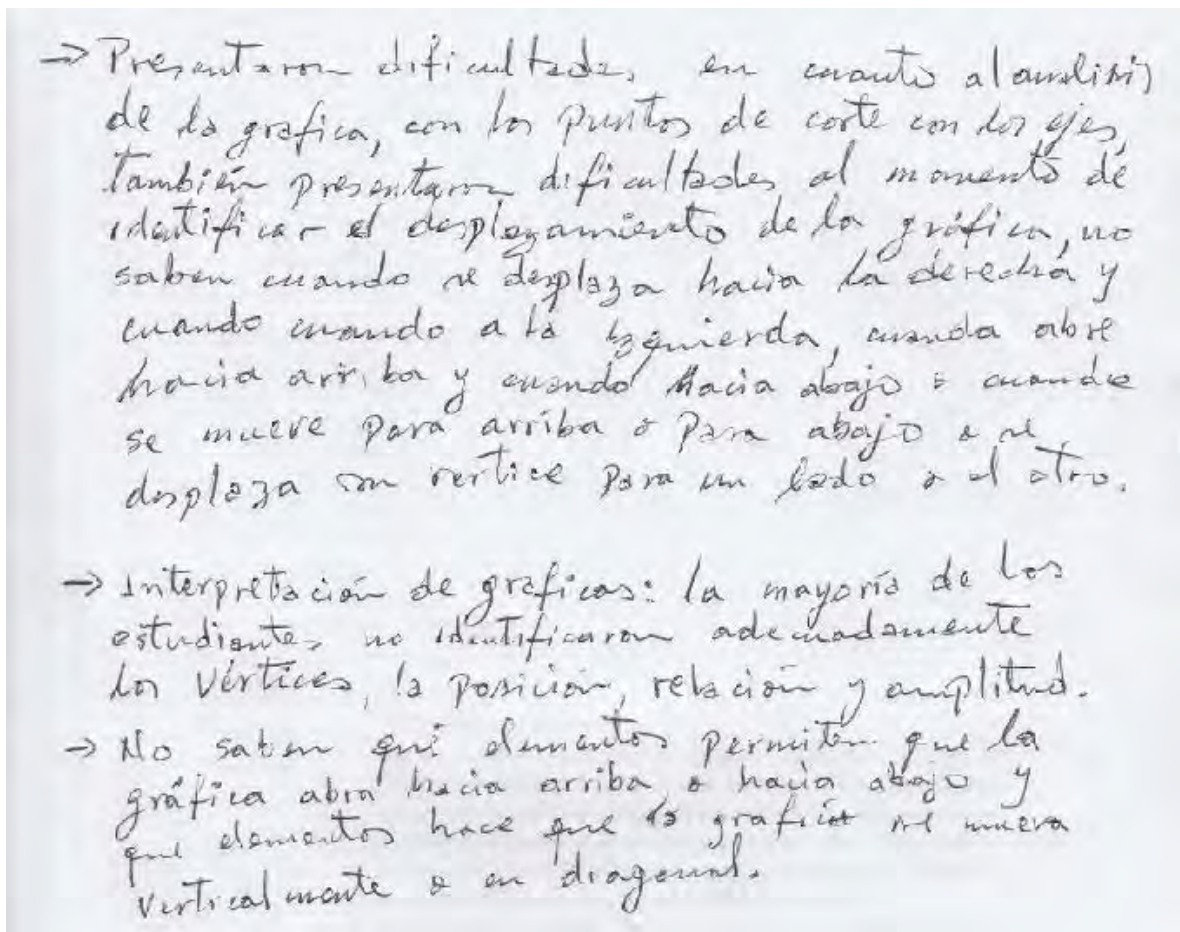 → Presentaron dificultades, en cuanto al analisis
de la grafica, con los puntos de corte con los ejes,
también presentaron dificultades al momento de
identificar el desplazamiento de la gráfica, no
saben cuando se desplaza hacia la derecha y
cuando cuando a la izquierda, cuando abre
hacia arriba y cuando hacia abajo o cuando
se mueve para arriba o para abajo o se
desplaza su vertice para un lado o el otro.
→ Interpretación de graficas: la mayoría de los
estudiantes no identificaron adecuadamente
los vértices, la posición, relación y amplitud.
→ No saben qué elementos permiten que la
gráfica abra hacia arriba o hacia abajo y
que elementos hace que la grafica se mueva
verticalmente o en diagonal.